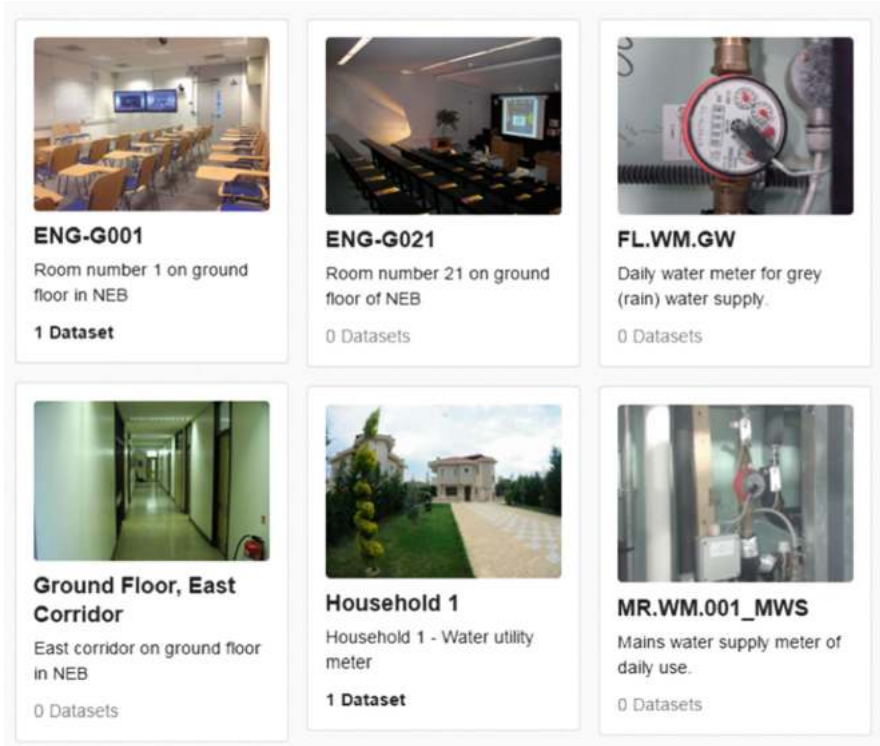 ENG-G001
Room number 1 on ground
floor in NEB
1 Dataset
ENG-G021
Room number 21 on ground
floor of NEB
0 Datasets
FL.WM.GW
Daily water meter for grey
(rain) water supply.
0 Datasets
Ground Floor, East
Corridor
East corridor on ground floor
in NEB
0 Datasets
Household 1
Household 1 - Water utility
meter
1 Dataset
MR.WM.001_MWS
Mains water supply meter of
daily use.
0 Datasets